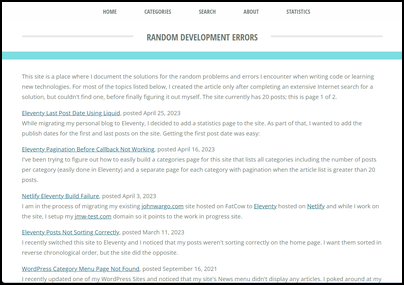 HOME CATEGORIES SEARCH ABOUT STATISTICS
RANDOM DEVELOPMENT ERRORS
This site is a place where I document the solutions for the random problems and errors I encounter when writing code or learning
new technologies. For most of the topics listed below, I created the article only after completing an extensive Internet search for a
solution, but couldn't find one, before finally figuring it out myself. The site currently has 20 posts; this is page 1 of 2.
Eleventy Last Post Date Using Liquid, posted April 25, 2023
While migrating my personal blog to Eleventy, I decided to add a statistics page to the site. As part of that, I wanted to add the
publish dates for the first and last posts on the site. Getting the first post date was easy:
Eleventy Pagination Before Callback Not Working, posted April 16, 2023
I've been trying to figure out how to easily build a categories page for this site that lists all categories including the number of posts
per category (easily done in Eleventy) and a separate page for each category with pagination when the article list is greater than 20
posts.
Netlify Eleventy Build Failure, posted April 3, 2023
I am in the process of migrating my existing johnwargo.com site hosted on FatCow to Eleventy hosted on Netlify and while I work on
the site, I setup my jmw-test.com domain so it points to the work in progress site.
Eleventy Posts Not Sorting Correctly, posted March 11, 2023
I recently switched this site to Eleventy and I noticed that my posts weren't sorting correctly on the home page. I want them sorted in
reverse chronological order, but the site did the opposite.
WordPress Category Menu Page Not Found, posted September 16, 2021
I recently updated one of my WordPress Sites and noticed that my site's News menu didn't display any articles. I poked around at my